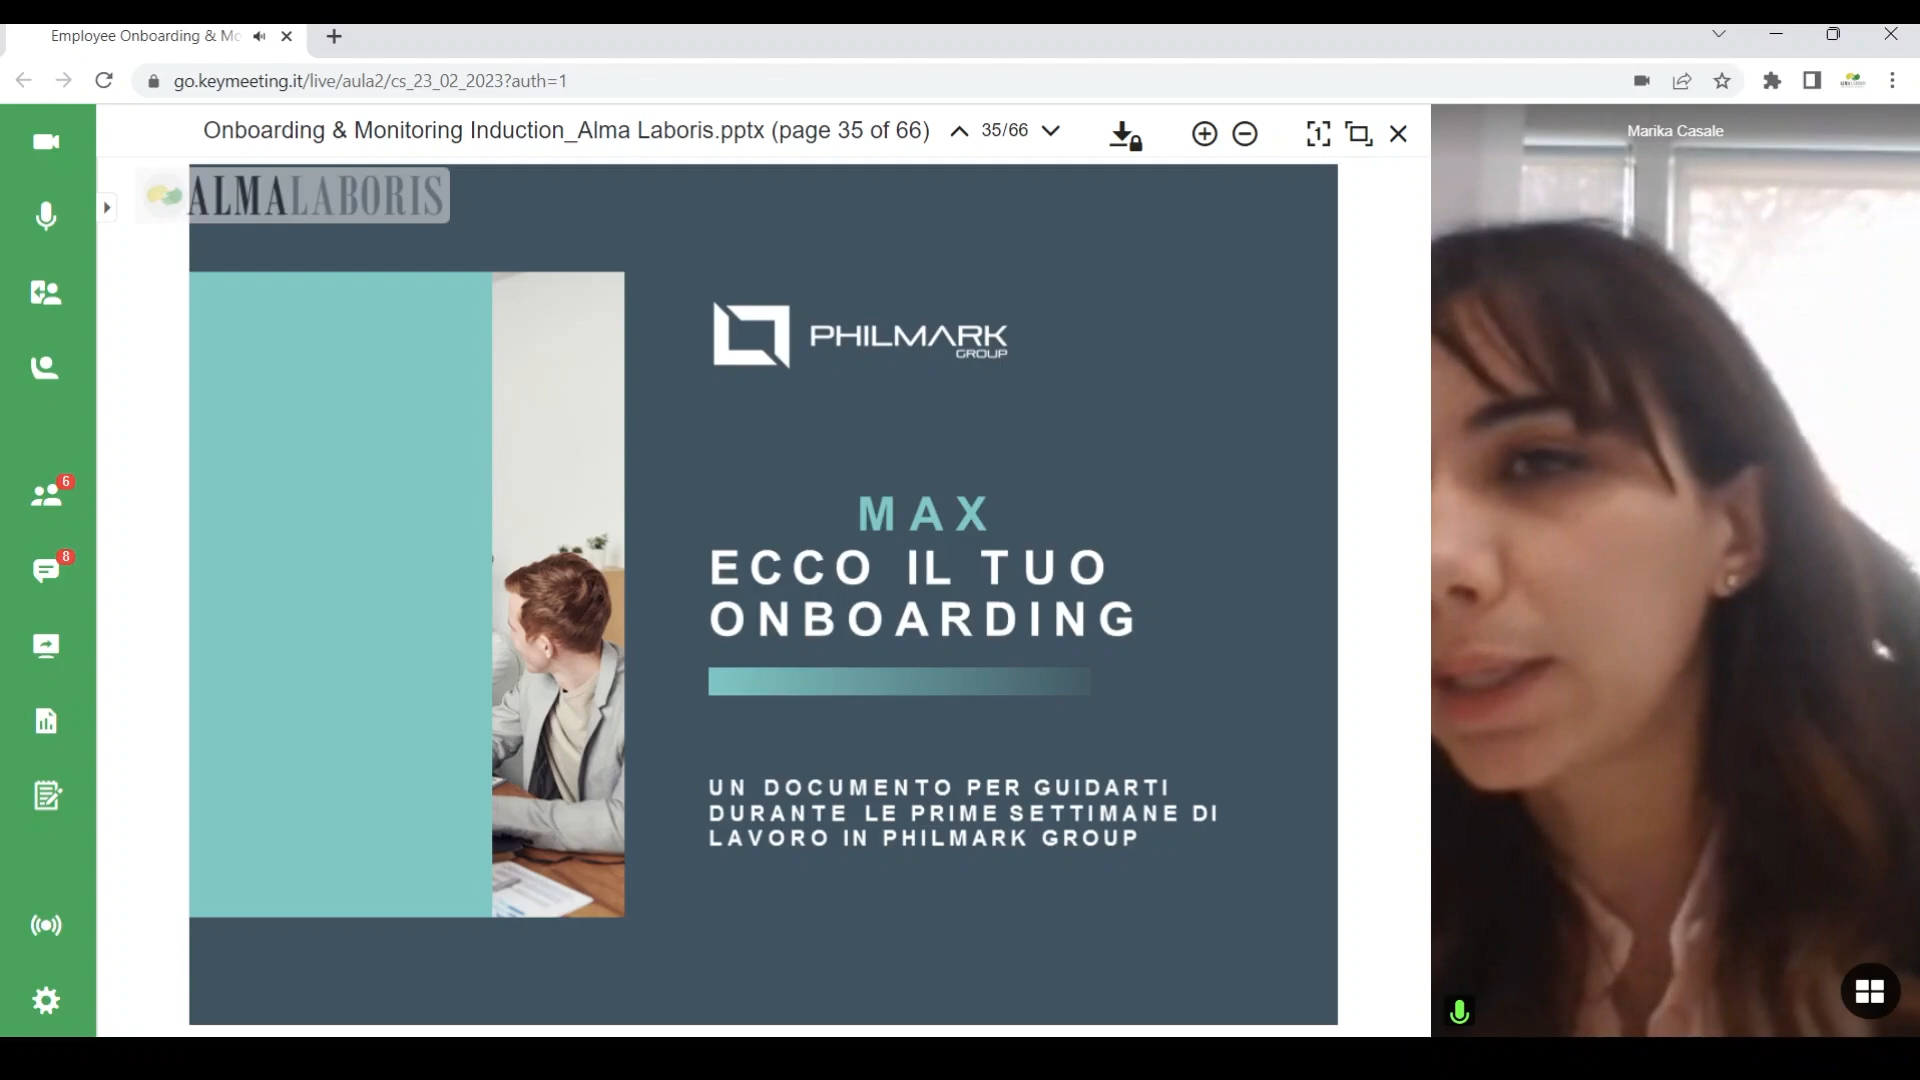 Employee Onboarding & Mo
go.keymeeting.it/live/aula2/cs_23_02_2023?auth=1
Onboarding & Monitoring Induction_Alma Laboris.pptx (page 35 of 66)
35/66
1
Marika Casale
ALMALABORIS
PHILMARK
GROUP
MAX
ECCO IL TUO
ONBOARDING
UN DOCUMENTO PER GUIDARTI
DURANTE LE PRIME SETTIMANE DI
LAVORO IN PHILMARK GROUP
6
8